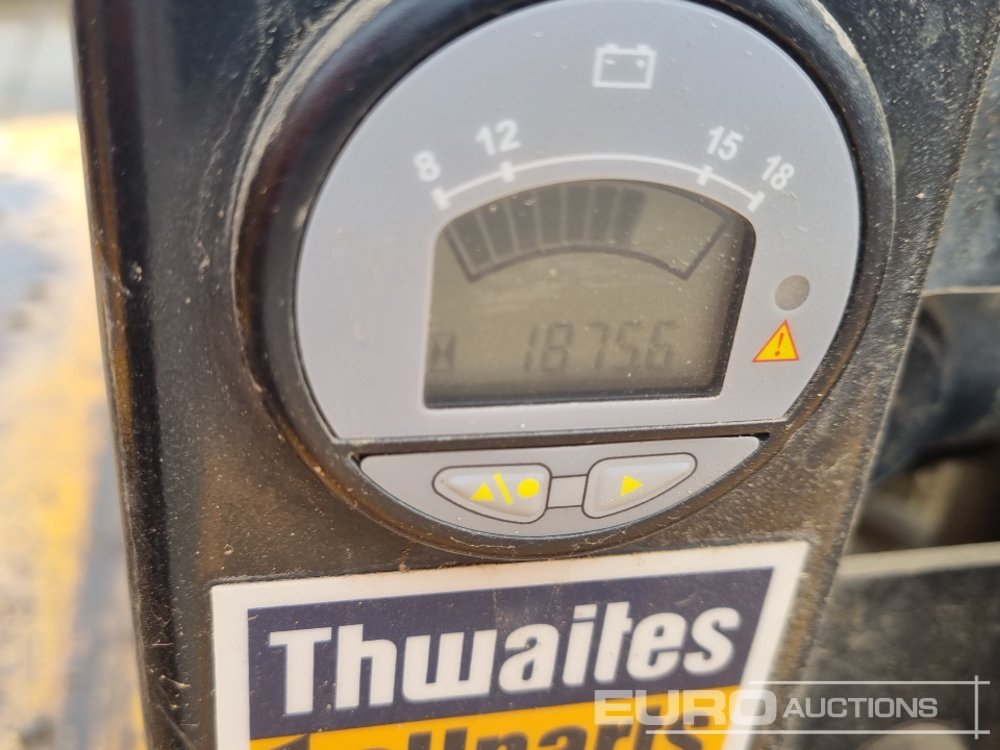 8 12 15 18
18756
Thwaites
EURO AUCTIONS